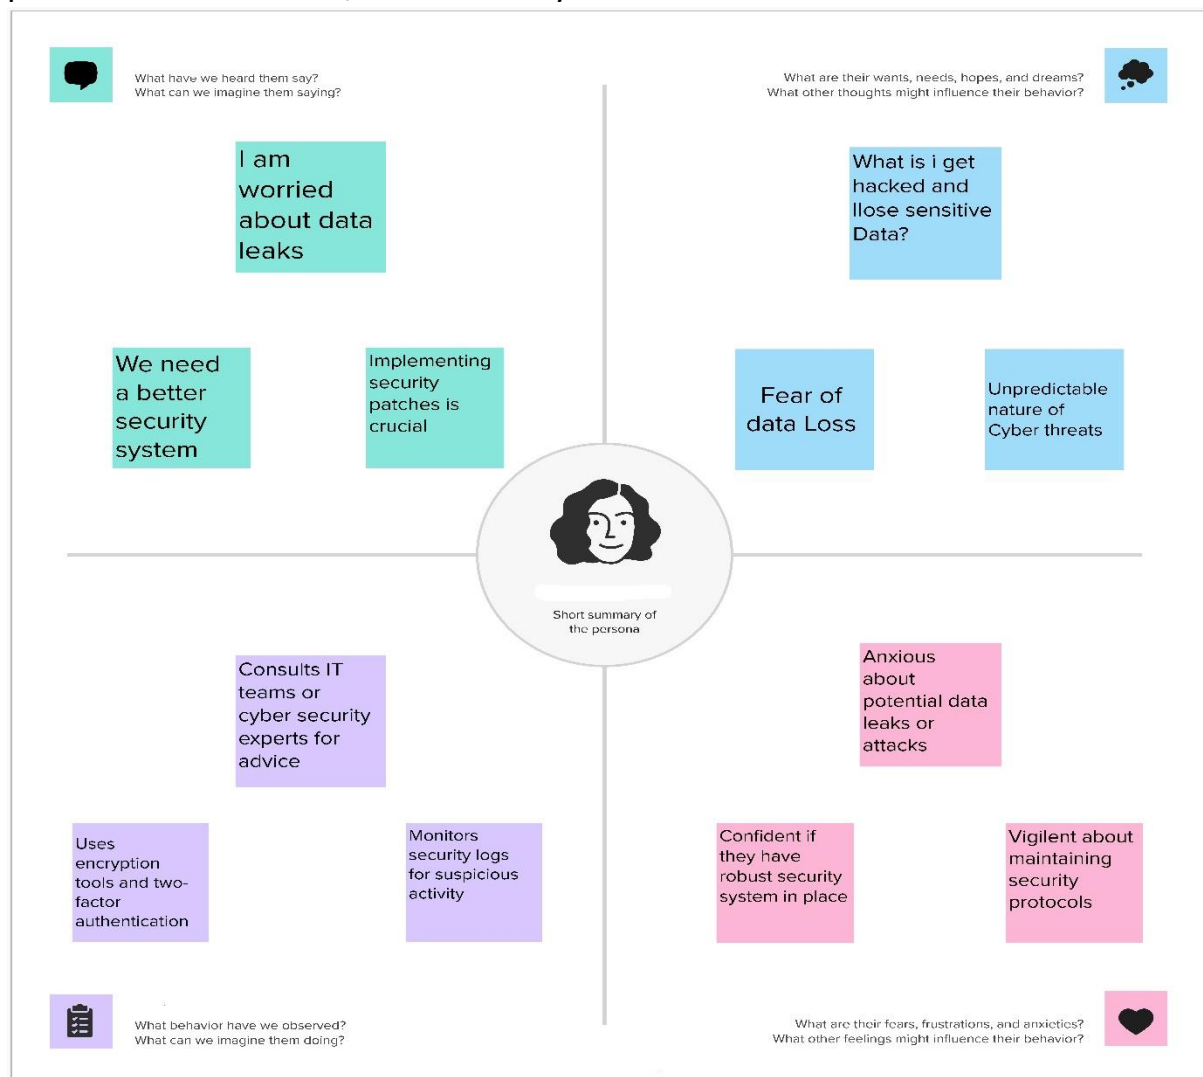 What have we heard them say?
What can we imagine them saying?
What are their wants, needs, hopes, and dreams?
What other thoughts might influence their behavior?
I am
worried
about data
leaks
What is i get
hacked and
llose sensitive
Data?
We need
a better
security
system
Implementing
security
patches is
crucial
Fear of
data Loss
Unpredictable
nature of
Cyber threats
Short summary of
the persona
Consults IT
teams or
cyber security
experts for
advice
Anxious
about
potential data
leaks or
attacks
Uses
encryption
tools and two-
factor
authentication
Monitors
security logs
for suspicious
activity
Confident if
they have
robust security
system in place
Vigilent about
maintaining
security
protocols
What behavior have we observed?
What can we imagine them doing?
What are their fears, frustrations, and anxieties?
What other feelings might influence their behavior?